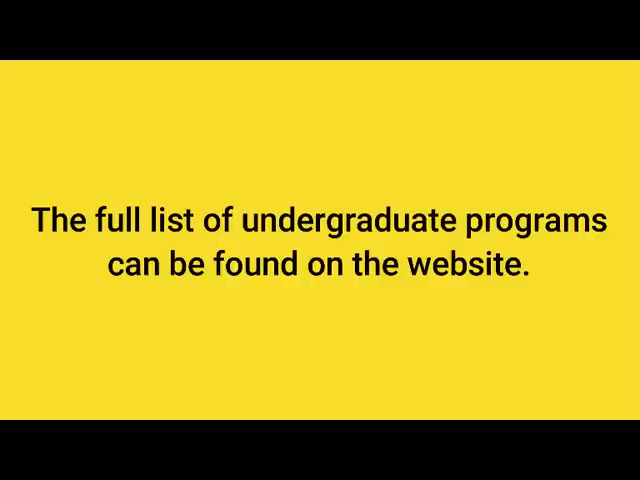 The full list of undergraduate programs
can be found on the website.